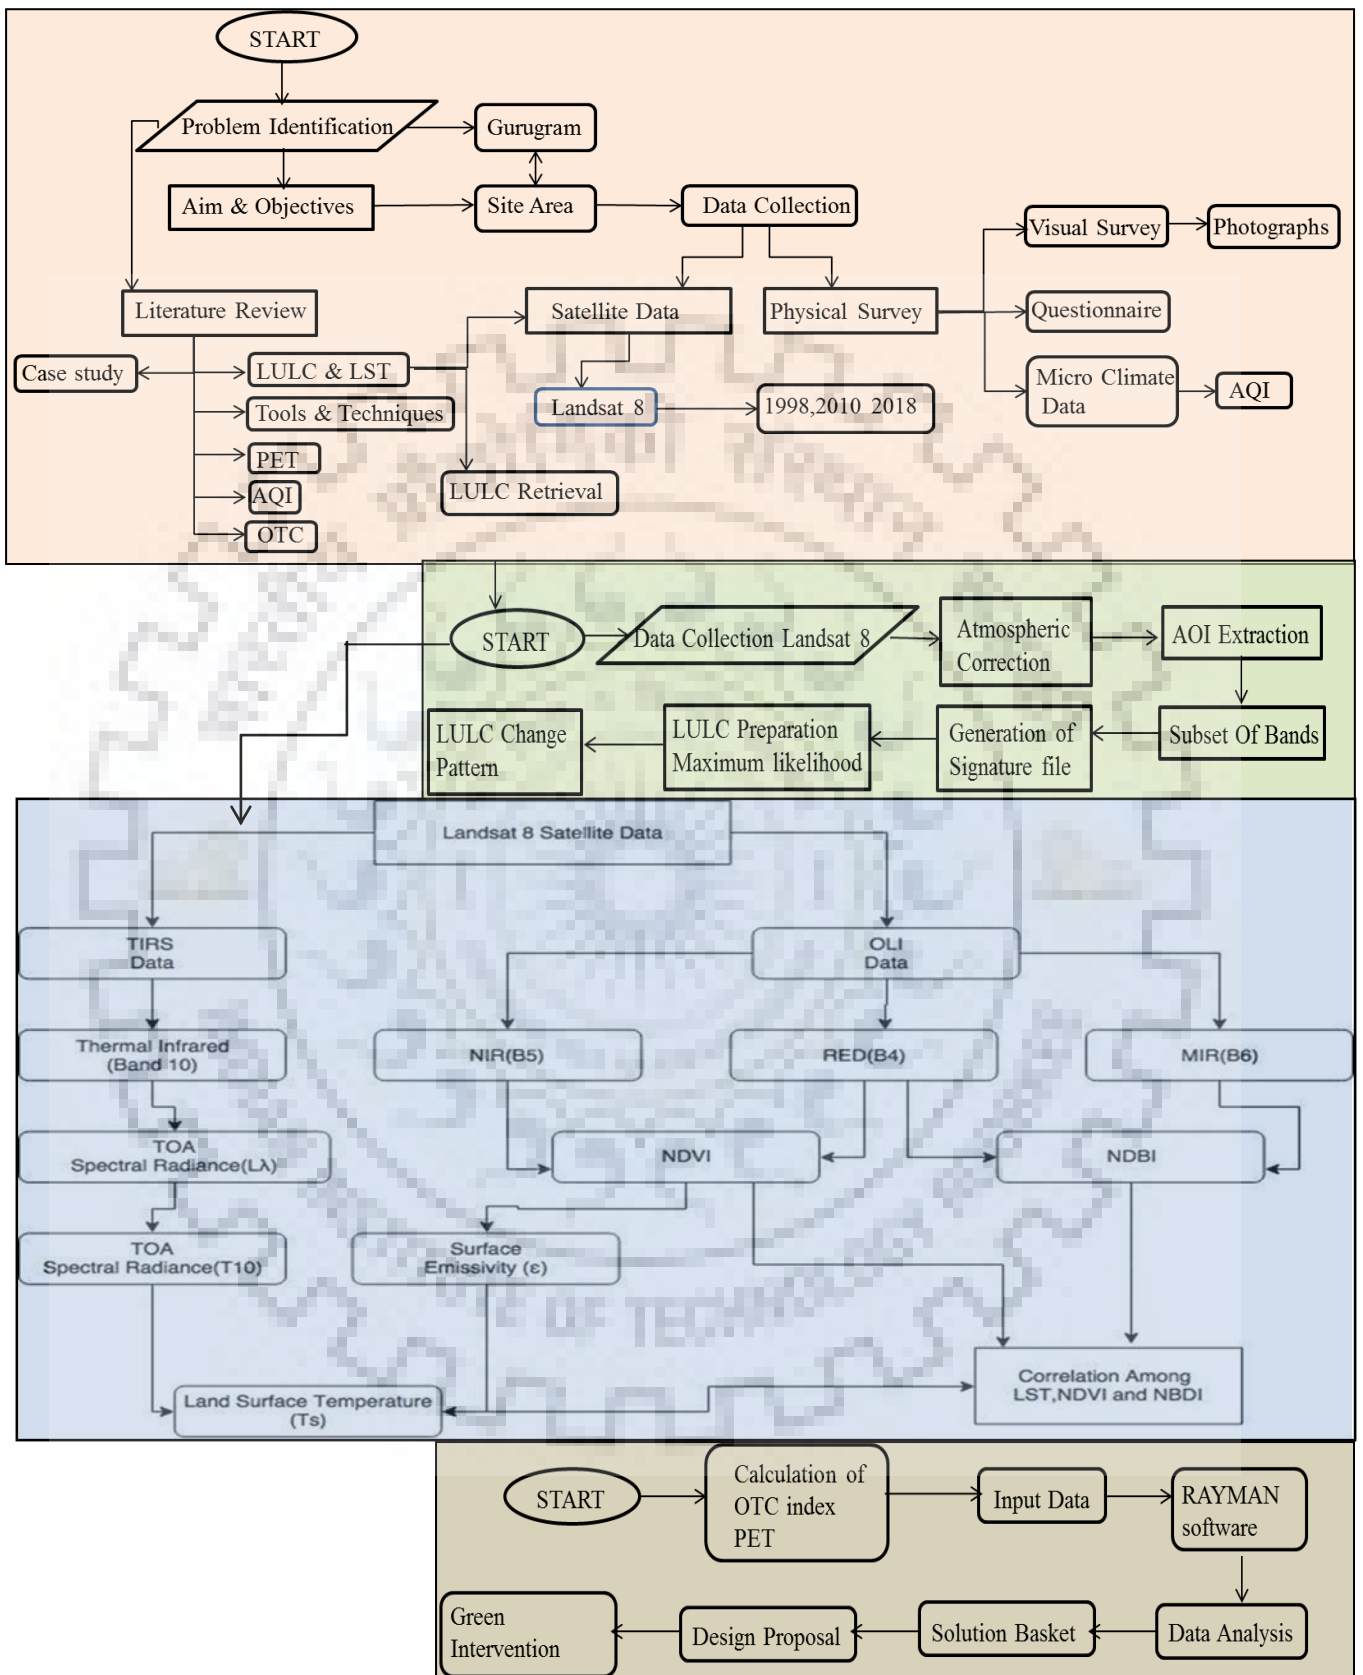 START
Problem Identification
Gurugram
Aim & Objectives
Site Area
Data Collection
Visual Survey
Photographs
Literature Review
Satellite Data
Physical Survey
Questionnaire
Case study
LULC & LST
Landsat 8
1998,2010 2018
Micro Climate
Data
AQI
Tools & Techniques
PET
LULC Retrieval
AQI
OTC
START
Data Collection Landsat 8
Atmospheric
Correction
AOI Extraction
LULC Change
Pattern
LULC Preparation
Maximum likelihood
Generation of
Signature file
Subset Of Bands
Landsat 8 Satellite Data
TIRS
Data
OLI
Data
Thermal Infrared
(Band 10)
NIR(B5)
RED(B4)
MIR(B6)
TOA
Spectral Radiance(Lλ)
NDVI
NDBI
TOA
Spectral Radiance(T10)
Surface
Emissivity (ε)
Land Surface Temperature
(Ts)
Correlation Among
LST,NDVI and NBDI
OF TECHNO
START
Calculation of
OTC index
PET
Input Data
RAYMAN
software
Green
Intervention
Design Proposal
Solution Basket
Data Analysis